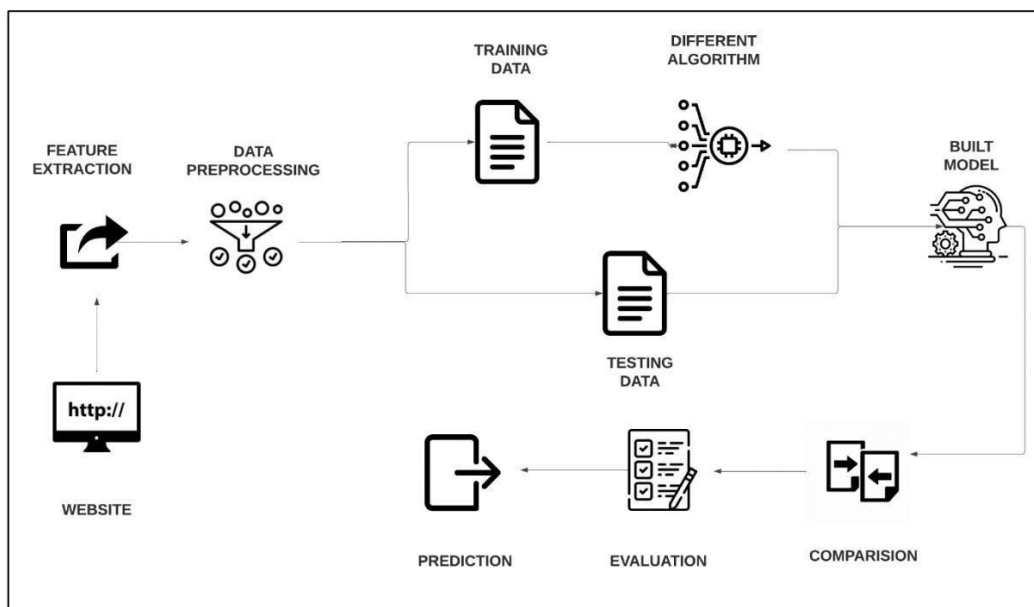 TRAINING
DATA
DIFFERENT
ALGORITHM
FEATURE
EXTRACTION
DATA
PREPROCESSING
BUILT
MODEL
TESTING
DATA
http://
WEBSITE
PREDICTION
EVALUATION
COMPARISION